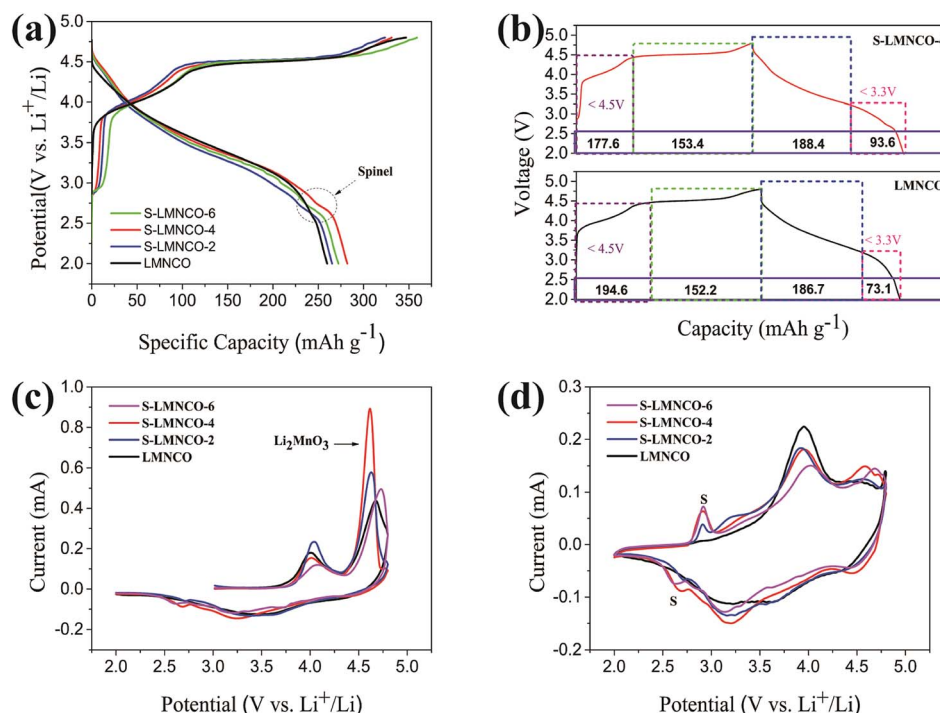 (a)
Potential(V vs. Li+/Li)
5.0
4.5
4.0
3.5
3.0
2.5
2.0
Spinel
S-LMNCO-6
S-LMNCO-4
S-LMNCO-2
LMNCO
0 50 100 150 200 250 300 350
Specific Capacity (mAh g-1)
(b)
Voltage (V)
5.0
4.5
4.0
3.5
3.0
2.5
2.0
S-LMNCO-
< 4.5V
< 3.3V
177.6 153.4 188.4 93.6
5.0
4.5
4.0
3.5
3.0
2.5
2.0
LMNCO
< 4.5V
< 3.3V
194.6 152.2 186.7 73.1
Capacity (mAh g-1)
(c)
Current (mA)
1.0
0.8
0.6
0.4
0.2
0.0
-0.2
S-LMNCO-6
S-LMNCO-4
S-LMNCO-2
LMNCO
Li2MnO3
2.0 2.5 3.0 3.5 4.0 4.5 5.0
Potential (V vs. Li+/Li)
(d)
Current (mA)
0.3
0.2
0.1
0.0
-0.1
-0.2
S-LMNCO-6
S-LMNCO-4
S-LMNCO-2
LMNCO
S
S
2.0 2.5 3.0 3.5 4.0 4.5 5.0
Potential (V vs. Li+/Li)